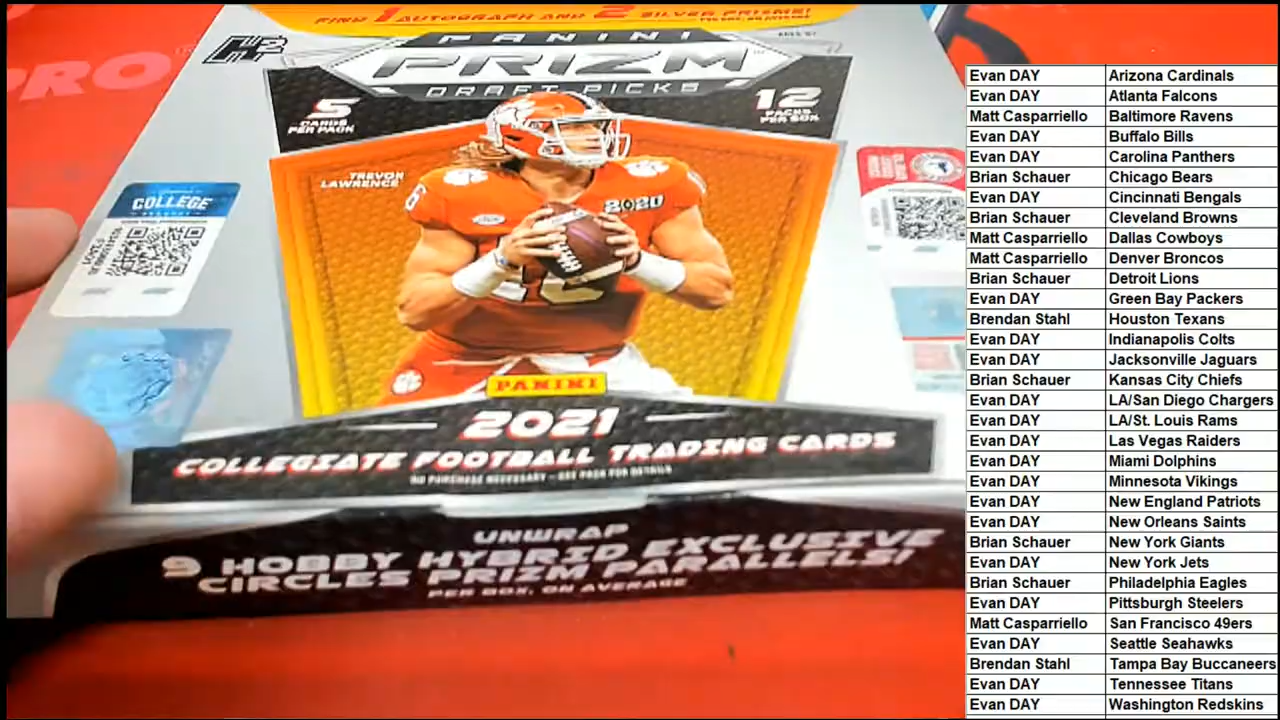 FIND 1 AUTOGRAPH AND 2 SILVER PRIZMS!
H2
PANINI
PRIZM
DRAFT PICKS
5
CARDS
PER PACK
12
PACKS
PER BOX
PRO
TREVOR
LAWRENCE
2020
COLLEGE
PANINI
2021
COLLEGIATE FOOTBALL TRADING CARDS
NO PURCHASE NECESSARY – SEE PACK FOR DETAILS
UNWRAP
9 HOBBY HYBRID EXCLUSIVE
CIRCLES PRIZM PARALLELS!
PER BOX, ON AVERAGE
Evan DAY Arizona Cardinals
Evan DAY Atlanta Falcons
Matt Casparriello Baltimore Ravens
Evan DAY Buffalo Bills
Evan DAY Carolina Panthers
Brian Schauer Chicago Bears
Evan DAY Cincinnati Bengals
Brian Schauer Cleveland Browns
Matt Casparriello Dallas Cowboys
Matt Casparriello Denver Broncos
Brian Schauer Detroit Lions
Evan DAY Green Bay Packers
Brendan Stahl Houston Texans
Evan DAY Indianapolis Colts
Evan DAY Jacksonville Jaguars
Brian Schauer Kansas City Chiefs
Evan DAY LA/San Diego Chargers
Evan DAY LA/St. Louis Rams
Evan DAY Las Vegas Raiders
Evan DAY Miami Dolphins
Evan DAY Minnesota Vikings
Evan DAY New England Patriots
Evan DAY New Orleans Saints
Brian Schauer New York Giants
Evan DAY New York Jets
Brian Schauer Philadelphia Eagles
Evan DAY Pittsburgh Steelers
Matt Casparriello San Francisco 49ers
Evan DAY Seattle Seahawks
Brendan Stahl Tampa Bay Buccaneers
Evan DAY Tennessee Titans
Evan DAY Washington Redskins